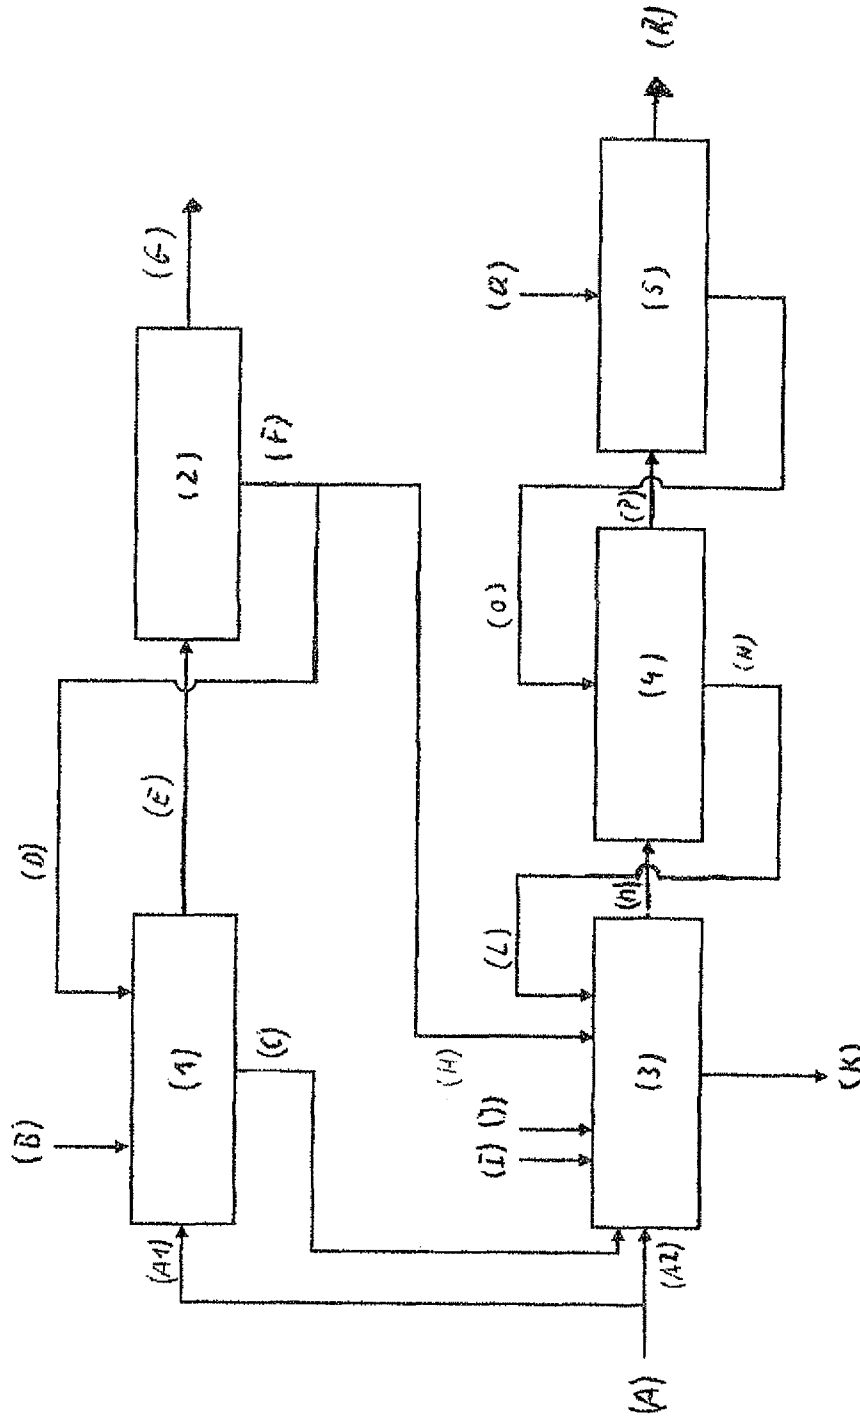 (A)
(A1)
(A2)
(B)
(1)
(C)
(D)
(E)
(2)
(F)
(G)
(H)
(I)
(J)
(3)
(K)
(L)
(4)
(N)
(O)
(P)
(Q)
(5)
(R)